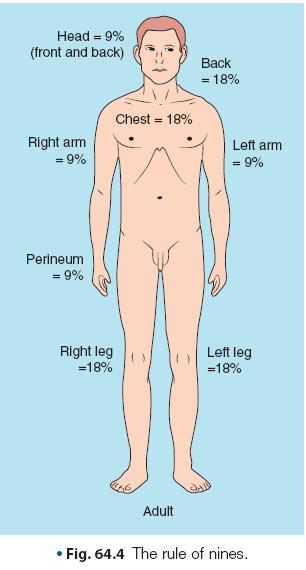 Head = 9%
(front and back)
Back
= 18%
Chest = 18%
Right arm
= 9%
Left arm
= 9%
Perineum
= 9%
Right leg
=18%
Left leg
=18%
Adult
• Fig. 64.4 The rule of nines.